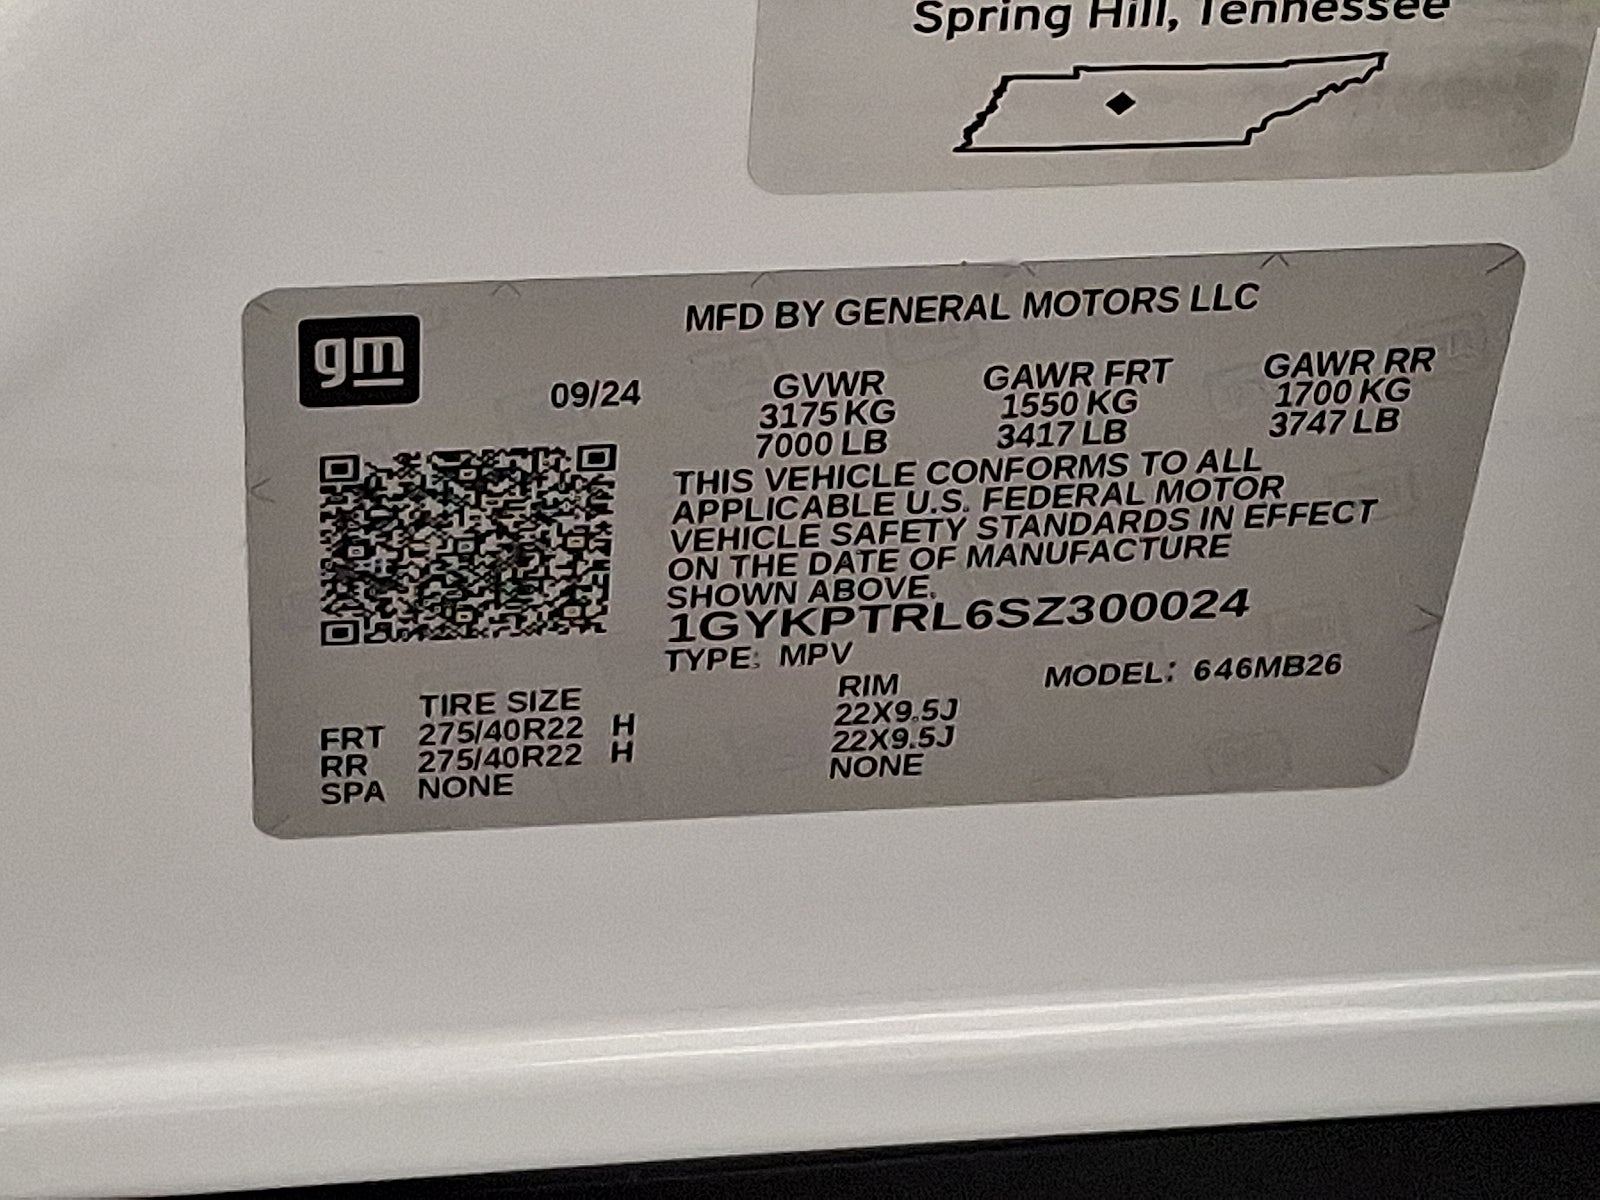 Spring Hill, Tennessee
gm
MFD BY GENERAL MOTORS LLC
09/24
GVWR GAWR FRT GAWR RR
3175 KG 1550 KG 1700 KG
7000 LB 3417 LB 3747 LB
THIS VEHICLE CONFORMS TO ALL
APPLICABLE U.S. FEDERAL MOTOR
VEHICLE SAFETY STANDARDS IN EFFECT
ON THE DATE OF MANUFACTURE
SHOWN ABOVE.
1GYKPTRL6SZ300024
TYPE: MPV MODEL: 646MB26
TIRE SIZE RIM
FRT 275/40R22 H 22X9.5J
RR 275/40R22 H 22X9.5J
SPA NONE NONE